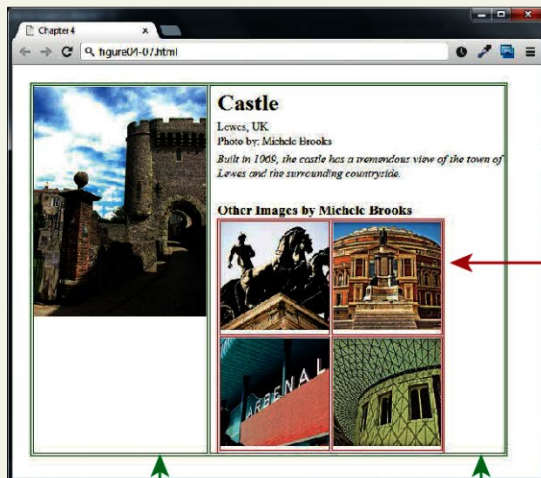 Chapter 4
figure04-07.html
Castle
Lewes, UK
Photo by: Michele Brooks
Built in 1069, the castle has a tremendous view of the town of
Lewes and the surrounding countryside.
Other Images by Michele Brooks
ARSENAL